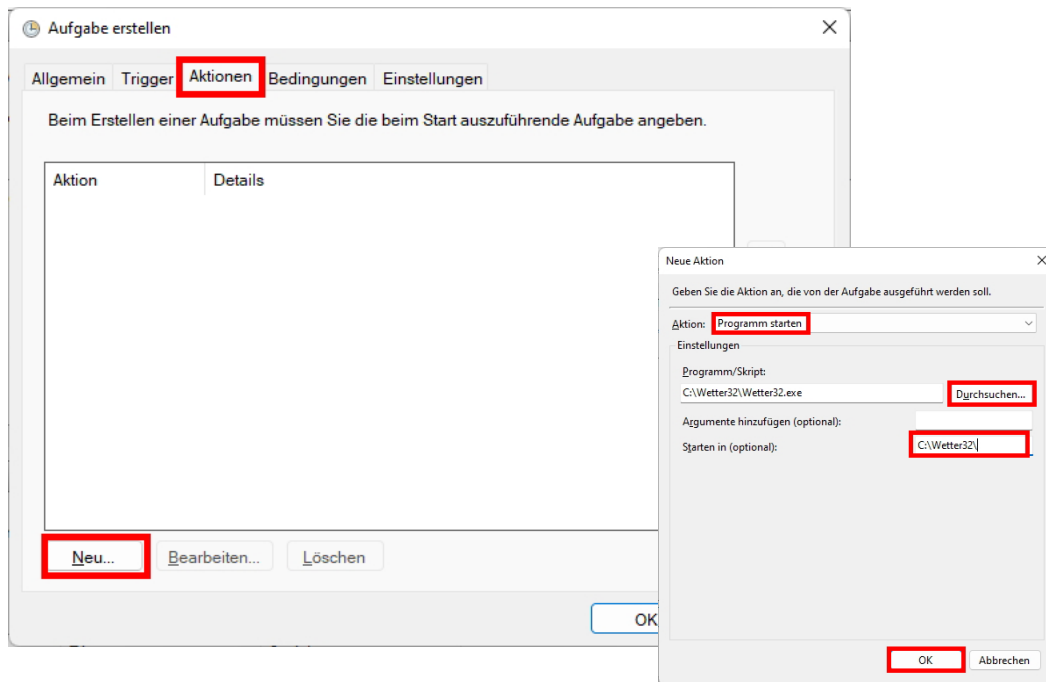 Aufgabe erstellen
Allgemein Trigger Aktionen Bedingungen Einstellungen
Beim Erstellen einer Aufgabe müssen Sie die beim Start auszuführende Aufgabe angeben.
Aktion Details
Neu... Bearbeiten... Löschen
OK
Neue Aktion
Geben Sie die Aktion an, die von der Aufgabe ausgeführt werden soll.
Aktion: Programm starten
Einstellungen
Programm/Skript:
C:\Wetter32\Wetter32.exe Durchsuchen...
Argumente hinzufügen (optional):
Starten in (optional): C:\Wetter32\
OK Abbrechen